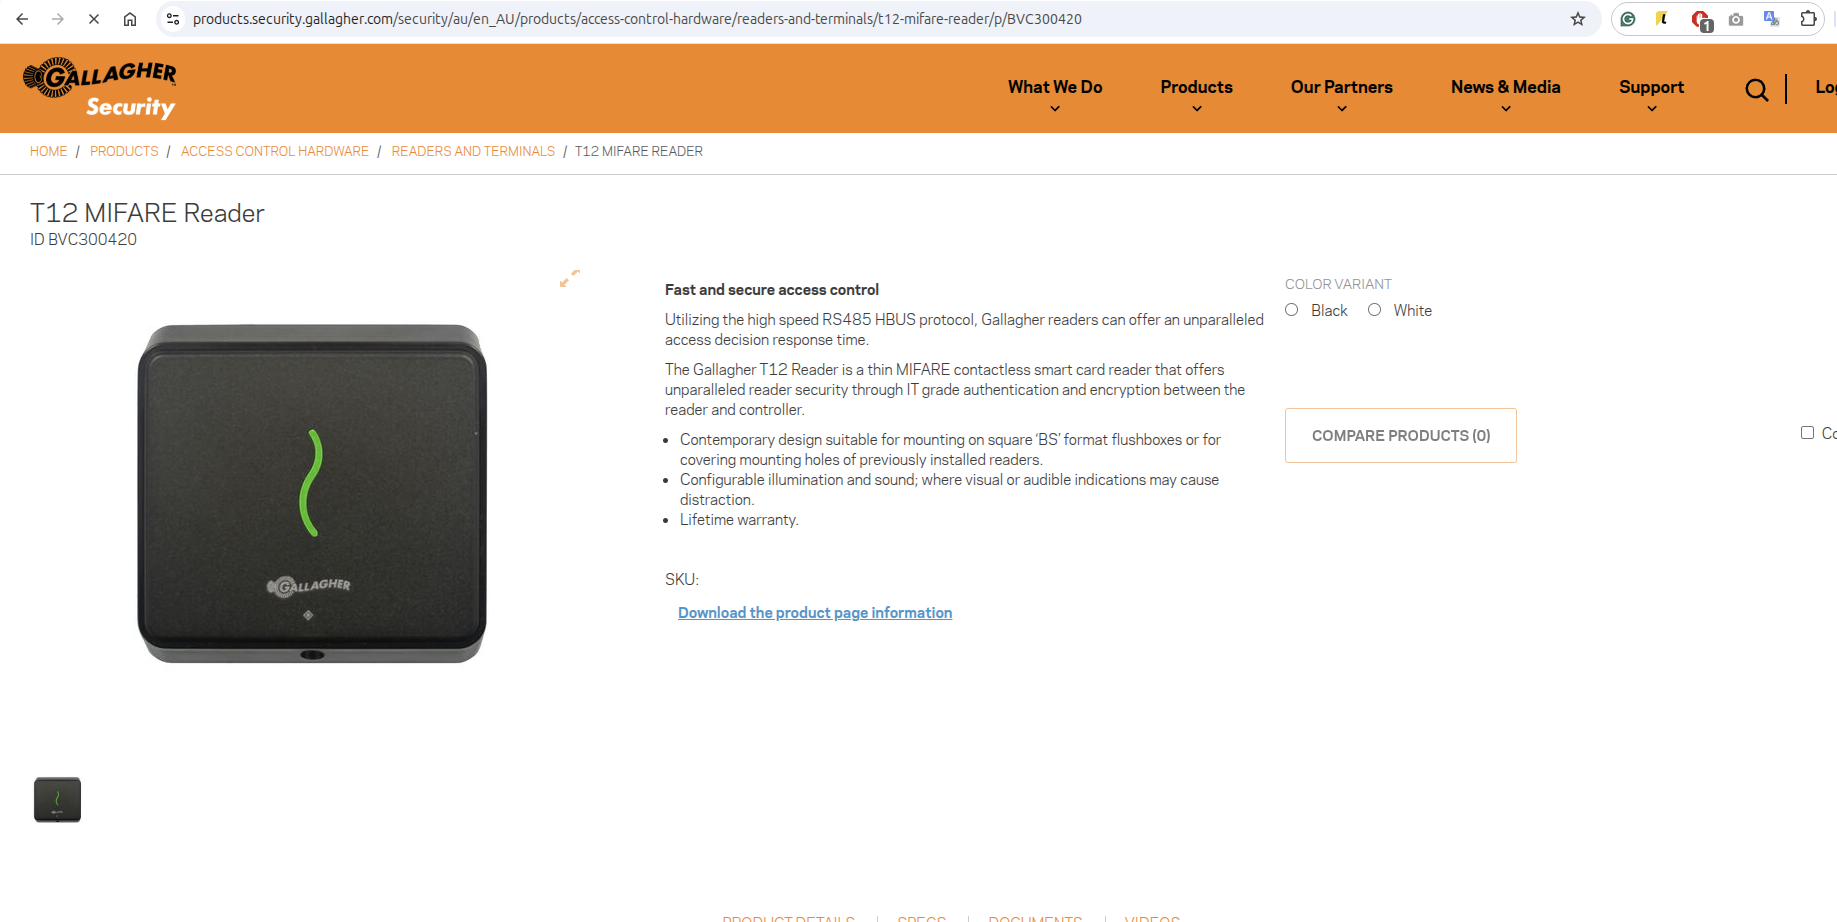 products.security.gallagher.com/security/au/en_AU/products/access-control-hardware/readers-and-terminals/t12-mifare-reader/p/BVC300420
1
GALLAGHER
Security
What We Do
Products
Our Partners
News & Media
Support
HOME / PRODUCTS / ACCESS CONTROL HARDWARE / READERS AND TERMINALS / T12 MIFARE READER
T12 MIFARE Reader
ID BVC300420
GALLAGHER
Fast and secure access control
Utilizing the high speed RS485 HBUS protocol, Gallagher readers can offer an unparalleled
access decision response time.
The Gallagher T12 Reader is a thin MIFARE contactless smart card reader that offers
unparalleled reader security through IT grade authentication and encryption between the
reader and controller.
Contemporary design suitable for mounting on square ‘BS’ format flushboxes or for
covering mounting holes of previously installed readers.
Configurable illumination and sound; where visual or audible indications may cause
distraction.
Lifetime warranty.
SKU:
Download the product page information
COLOR VARIANT
Black
White
COMPARE PRODUCTS (0)
PRODUCT DETAILS | SPECS | DOCUMENTS | VIDEOS